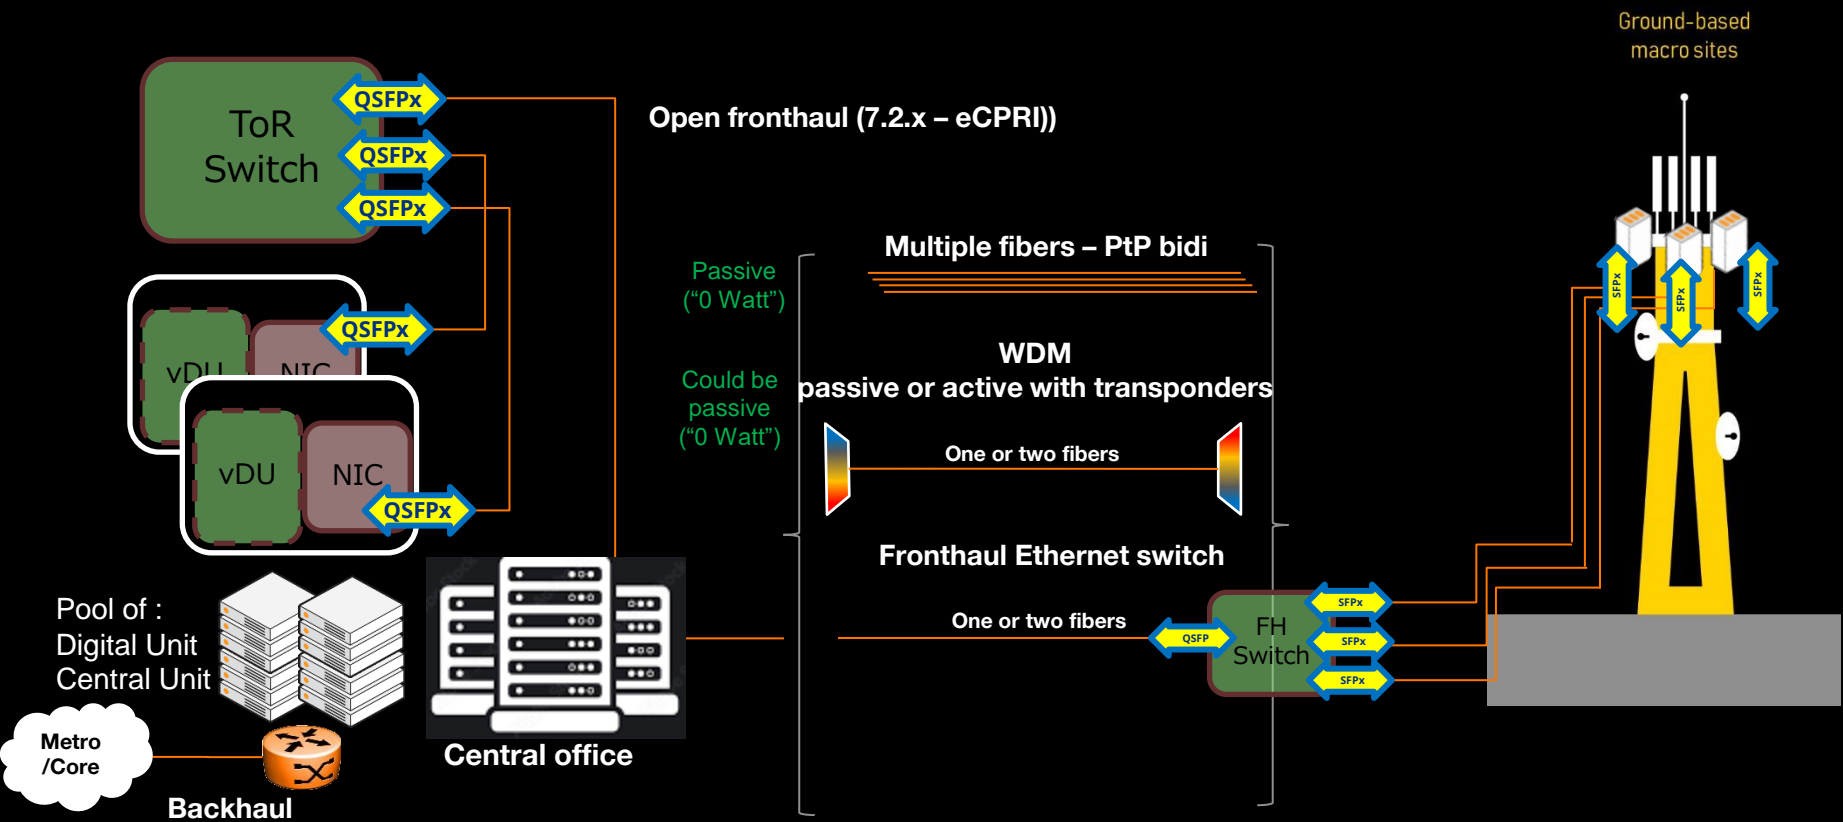 Ground-based
macro sites
ToR
Switch
QSFPx
QSFPx
QSFPx
Open fronthaul (7.2.x – eCPRI))
Multiple fibers – PtP bidi
Passive
(“0 Watt”)
SFPx
SFPx
SFPx
QSFPx
vDU
NIC
WDM
passive or active with transponders
Could be
passive
(“0 Watt”)
One or two fibers
vDU
NIC
QSFPx
Fronthaul Ethernet switch
One or two fibers
QSFP
FH
Switch
SFPx
SFPx
SFPx
Pool of :
Digital Unit
Central Unit
Metro
/Core
Central office
Backhaul